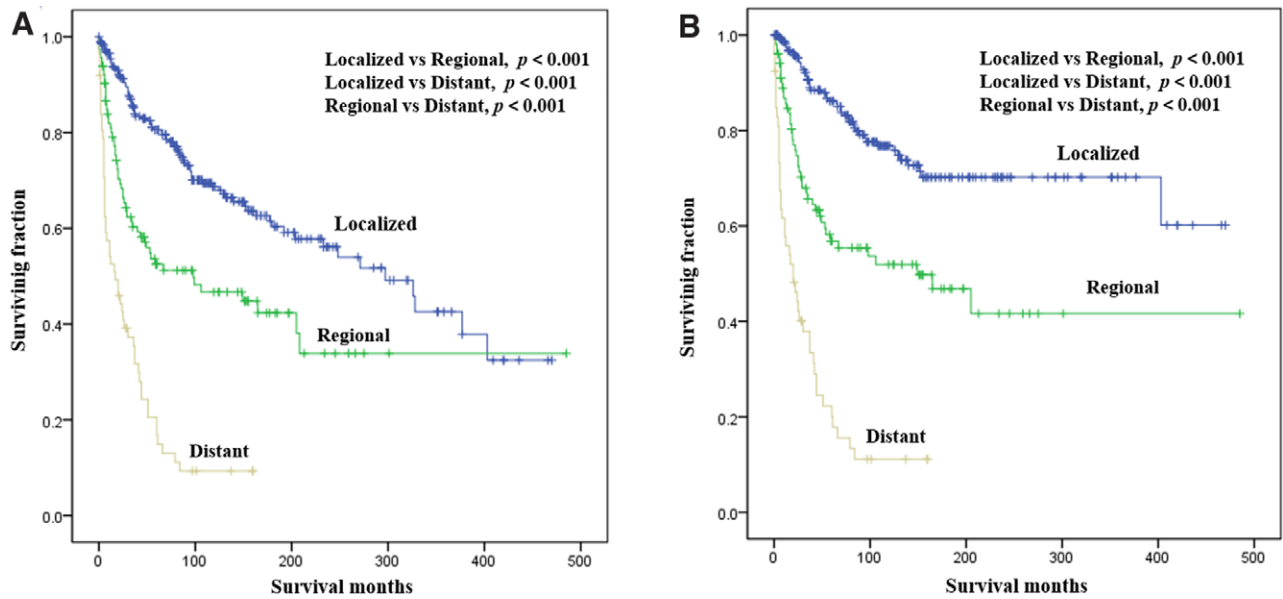 A
Localized vs Regional, p < 0.001
Localized vs Distant, p < 0.001
Regional vs Distant, p < 0.001
1.0
0.8
0.6
0.4
0.2
0.0
Surviving fraction
Localized
Regional
Distant
0 100 200 300 400 500
Survival months
B
Localized vs Regional, p < 0.001
Localized vs Distant, p < 0.001
Regional vs Distant, p < 0.001
1.0
0.8
0.6
0.4
0.2
0.0
Survivinig fraction
Localized
Regional
Distant
0 100 200 300 400 500
Survival months